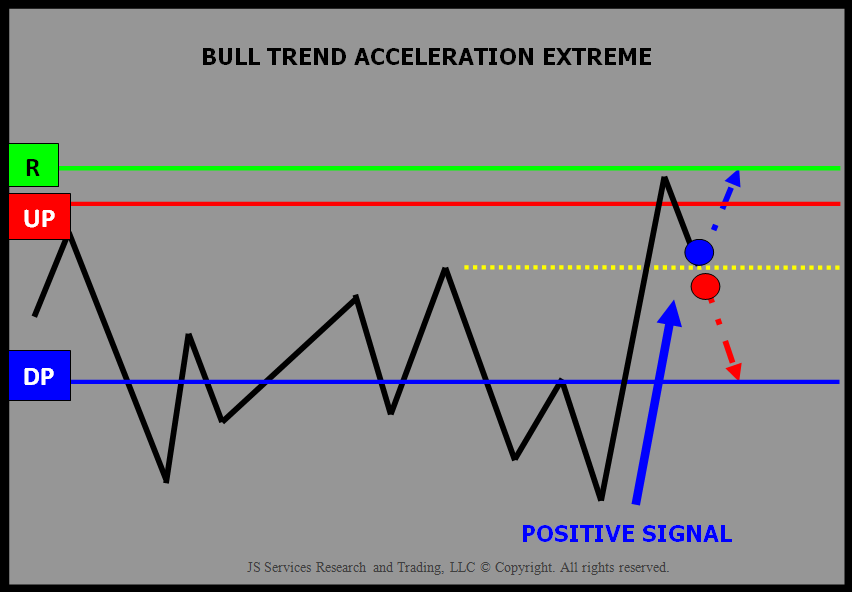 BULL TREND ACCELERATION EXTREME
R
UP
DP
POSITIVE SIGNAL
JS Services Research and Trading, LLC © Copyright. All rights reserved.